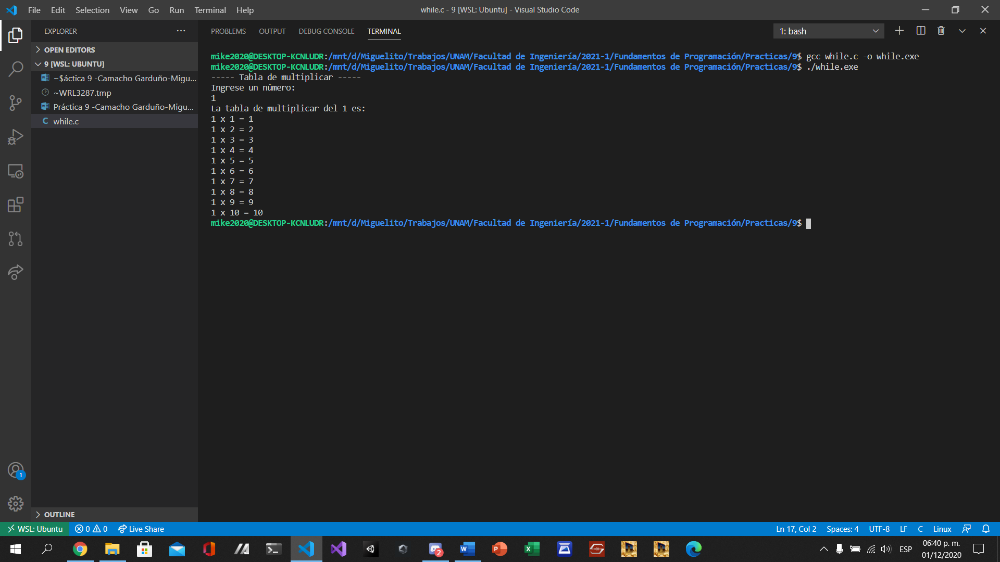 File Edit Selection View Go Run Terminal Help
while.c - 9 [WSL: Ubuntu] - Visual Studio Code
EXPLORER
OPEN EDITORS
9 [WSL: UBUNTU]
~$áctica 9 -Camacho Garduño-Migu...
~WRL3287.tmp
Práctica 9 -Camacho Garduño-Migu...
C while.c
OUTLINE
PROBLEMS OUTPUT DEBUG CONSOLE TERMINAL
1: bash
mike2020@DESKTOP-KCNLUDR:/mnt/d/Miguelito/Trabajos/UNAM/Facultad de Ingeniería/2021-1/Fundamentos de Programación/Practicas/9$ gcc while.c -o while.exe
mike2020@DESKTOP-KCNLUDR:/mnt/d/Miguelito/Trabajos/UNAM/Facultad de Ingeniería/2021-1/Fundamentos de Programación/Practicas/9$ ./while.exe
----- Tabla de multiplicar -----
Ingrese un número:
1
La tabla de multiplicar del 1 es:
1 x 1 = 1
1 x 2 = 2
1 x 3 = 3
1 x 4 = 4
1 x 5 = 5
1 x 6 = 6
1 x 7 = 7
1 x 8 = 8
1 x 9 = 9
1 x 10 = 10
mike2020@DESKTOP-KCNLUDR:/mnt/d/Miguelito/Trabajos/UNAM/Facultad de Ingeniería/2021-1/Fundamentos de Programación/Practicas/9$
1
WSL: Ubuntu 0 0 Live Share
Ln 17, Col 2 Spaces: 4 UTF-8 LF C Linux
2
ESP
06:40 p. m.
01/12/2020